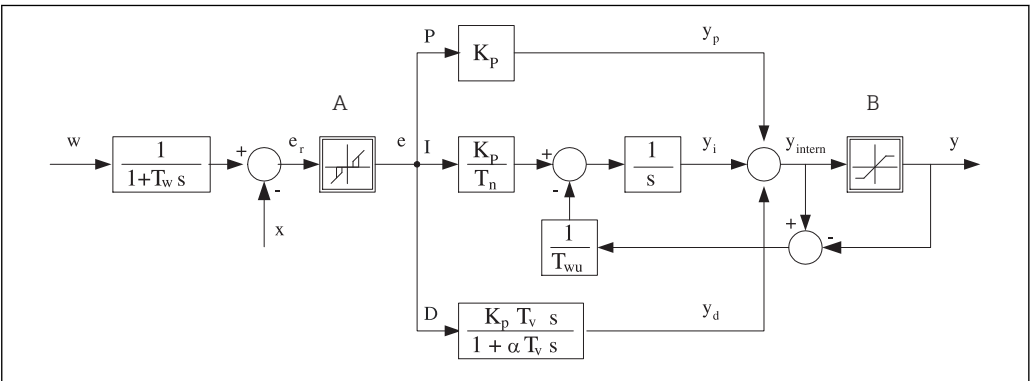 P
K_P
y_p
A
B
w
1
1+T_w s
+
-
x
e_r
e
I
K_P
T_n
+
-
1
s
y_i
y_intern
y
1
T_wu
+
-
D
K_p T_v s
1 + α T_v s
y_d